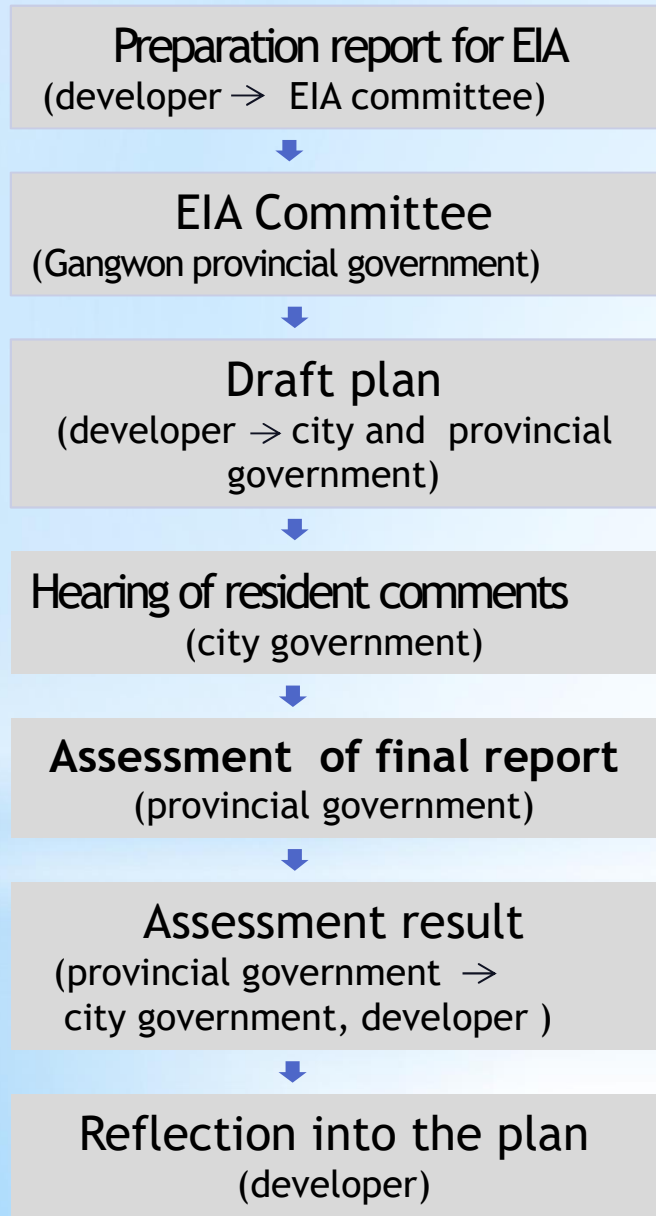 Preparation report for EIA
(developer → EIA committee)
EIA Committee
(Gangwon provincial government)
Draft plan
(developer → city and provincial
government)
Hearing of resident comments
(city government)
Assessment of final report
(provincial government)
Assessment result
(provincial government →
city government, developer )
Reflection into the plan
(developer)